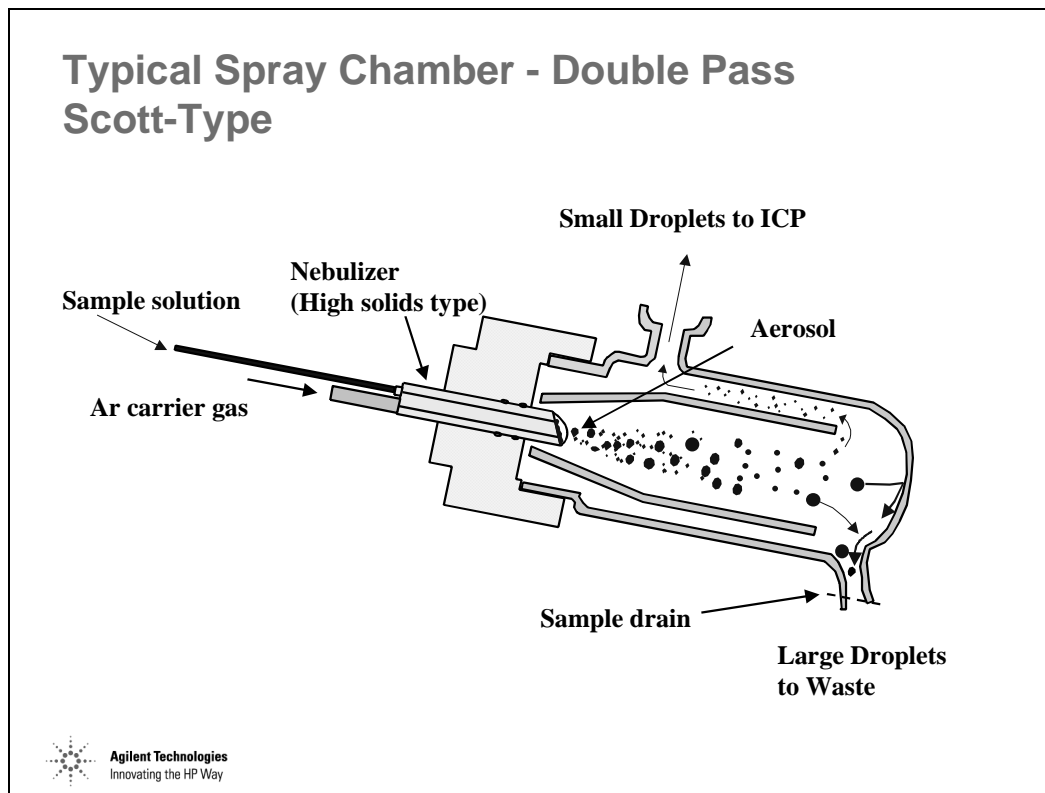 Typical Spray Chamber - Double Pass
Scott-Type
Small Droplets to ICP
Nebulizer
(High solids type)
Sample solution
Aerosol
Ar carrier gas
Sample drain
Large Droplets
to Waste
Agilent Technologies
Innovating the HP Way